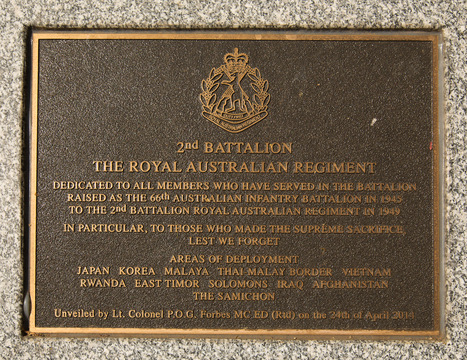 2nd BATTALION
THE ROYAL AUSTRALIAN REGIMENT
DEDICATED TO ALL MEMBERS WHO HAVE SERVED IN THE BATTALION
RAISED AS THE 66th AUSTRALIAN INFANTRY BATTALION IN 1945
TO THE 2nd BATTALION ROYAL AUSTRALIAN REGIMENT IN 1949
IN PARTICULAR, TO THOSE WHO MADE THE SUPREME SACRIFICE
LEST WE FORGET
AREAS OF DEPLOYMENT
JAPAN KOREA MALAYA THAI-MALAY BORDER VIETNAM
RWANDA EAST TIMOR SOLOMONS IRAQ AFGHANISTAN
THE SAMICHON
Unveiled by Lt. Colonel P.O.G. Forbes MC ED (Rtd) on the 24th of April 2014